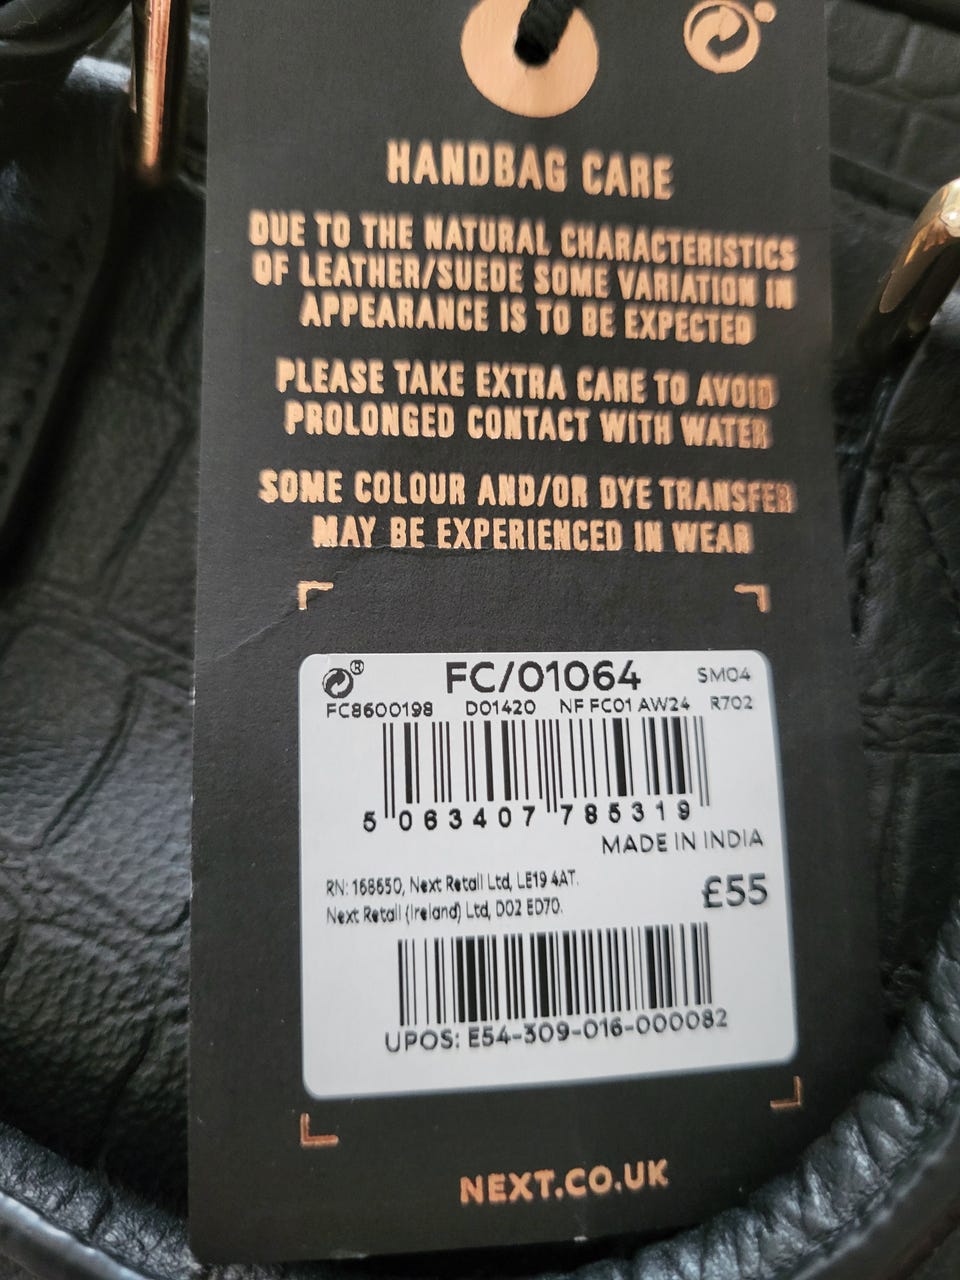 HANDBAG CARE
DUE TO THE NATURAL CHARACTERISTICS
OF LEATHER/SUEDE SOME VARIATION IN
APPEARANCE IS TO BE EXPECTED
PLEASE TAKE EXTRA CARE TO AVOID
PROLONGED CONTACT WITH WATER
SOME COLOUR AND/OR DYE TRANSFER
MAY BE EXPERIENCED IN WEAR
® FC/01064 SM04
FC8600198 D01420 NF FC01 AW24 R702
5 063407 785319
MADE IN INDIA
RN: 168650, Next Retail Ltd, LE19 4AT.
£55
Next Retail (Ireland) Ltd, D02 ED70.
UPOS: E54-309-016-000082
NEXT.CO.UK